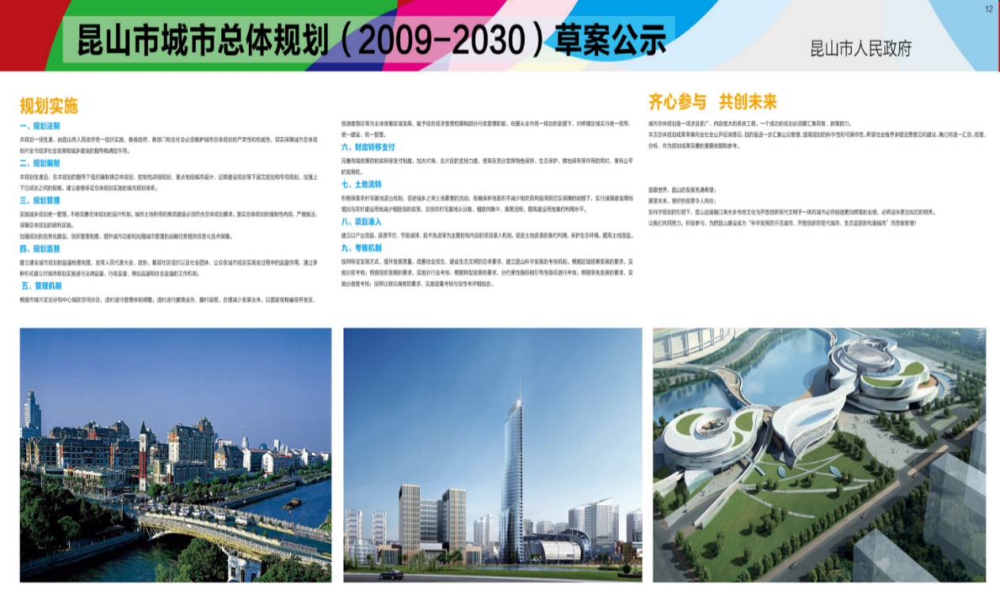 12
昆山市城市总体规划（2009-2030）草案公示
昆山市人民政府
规划实施
一、规划法制
本规划一经批准，由昆山市人民政府统一组织实施。各级政府、各部门和全社会必须维护城市总体规划的严肃性和权威性，切实保障城市总体规
划对全市经济社会发展和城乡建设的指导和调控作用。
二、规划编制
本规划批准后，在本规划的指导下组织编制镇总体规划、控制性详细规划、重点地段城市设计、近期建设规划等下层次规划和专项规划，加强上
下位规划之间的衔接，建立能够保证总体规划实施的城市规划体系。
三、规划管理
实施城乡规划统一管理。不断完善总体规划的运行机制，城市土地利用和各项建设必须符合总体规划要求，落实总体规划的强制性内容，严格执法，
保障总体规划的顺利实施。
加强规划的信息化建设，创新管理制度，提升城市功能和加强城市管理的战略任务提供信息化技术保障。
四、规划监督
建立健全城市规划的监督检查制度。发挥人民代表大会、政协、基层社区组织以及社会团体、公众在城市规划实施全过程中的监督作用，通过多
种形式建立对城市规划实施进行法律监督、行政监督、舆论监督和社会监督的工作机制。
五、管理机制
根据市域片区划分和中心城区空间分区，适时进行管理体制调整，适时进行撤镇设办、撤村设居，合理减少发展主体。以国家级和省级开发区、
旅游度假区等为主体统筹区域发展，赋予综合经济管理权限和部分行政管理职能，在服从全市统一规划的前提下，对所辖区域实行统一领导、
统一建设、统一管理。
六、财政转移支付
完善市域统筹的财政转移支付制度，加大对南、北片区的支持力度，使其在充分发挥特色保持、生态保护、耕地保有等作用的同时，享有公平
的发展权。
七、土地流转
积极探索农村宅基地退出机制，促进城乡之间土地要素的流动，在确保耕地面积不减少和农民利益得到切实保障的前提下，实行城镇建设用地
增加与农村建设用地减少相挂钩的政策，加快农村宅基地从分散、粗放向集中、集聚流转，提高建设用地集约利用水平。
八、项目准入
建立以产出效益、资源节约、节能减排、技术先进等为主要控制内容的项目准入机制，促进土地资源的集约利用，保护生态环境，提高土地效益。
九、考核机制
按照转变发展方式、提升发展质量、改善社会民生、建设生态文明的总体要求，建立昆山科学发展的考核机制。根据区域统筹发展的要求，实
施分区考核；根据创新发展的要求，实施分行业考核；根据转型发展的要求，分约束性指标和引导性指标进行考核；根据率先发展的要求，实
施分进度考核；按照让群众满意的要求，实施定量考核与定性考评相结合。
齐心参与 共创未来
城市总体规划是一项涉及面广、内容庞大的系统工程。一个成功的规划必须要汇集民智、群策群力。
本次总体规划成果草案向全社会公开征询意见，目的是进一步汇集公众智慧，提高规划的科学性和可操作性。希望社会各界多提宝贵意见和建议，我们将逐一汇总、梳理、
分析，作为规划成果完善的重要依据和参考。
放眼世界，昆山的发展充满希望；
展望未来，美好的前景令人向往；
在科学规划的引领下，昆山这座融江南水乡传统文化与开放创新现代文明于一体的城市必将创造更加辉煌的业绩，必将迎来更加灿烂的明天。
让我们共同努力，积极参与，为把昆山建设成为“科学发展的示范城市、开放创新的现代城市、生态宜居的和谐城市”而贡献智慧！